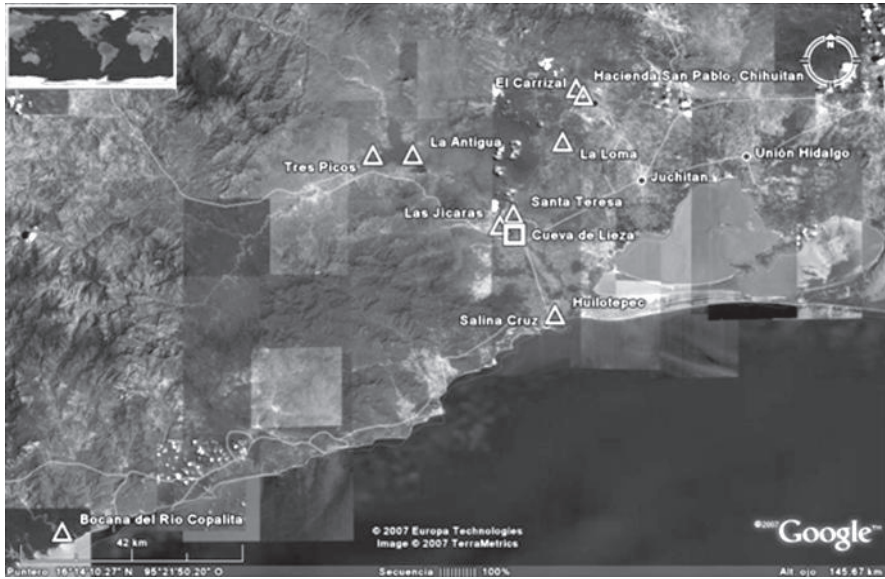 N
El Carrizal
Hacienda San Pablo, Chihuitan
La Antigua
Tres Picos
La Loma
Unión Hidalgo
Juchitan
Santa Teresa
Las Jicaras
Cueva de Lieza
Huilotepec
Salina Cruz
Bocana del Rio Copalita
42 km
© 2007 Europa Technologies
Image © 2007 TerraMetrics
©2007 Google™
Puntero 16°14'10.27" N 95°21'50.20" O Secuencia |||||||||| 100% Alt. ojo 145.67 km